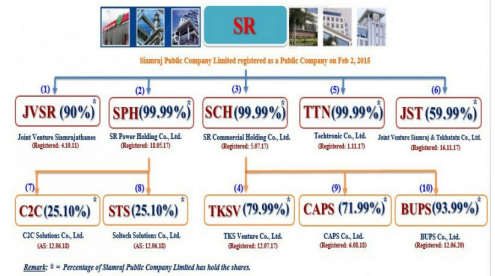 SR
Siamraj Public Company Limited registered as a Public Company on Feb 2, 2015
(1) (2) (3) (5) (6)
JVSR (90%)* SPH(99.99%)* SCH(99.99%)* TTN(99.99%)* JST(59.99%)*
Joint Venture Siamrajathanee SR Power Holding Co., Ltd. SR Commercial Holding Co., Ltd. Techtronic Co., Ltd. Joint Venture Siamraj & Tekhatatu Co., Ltd.
(Registered: 4.10.11) (Registered: 18.05.17) (Registered: 5.07.17) (Registered: 1.11.17) (Registered: 16.11.17)
(7) (8) (4) (9) (10)
C2C(25.10%)* STS(25.10%)* TKSV(79.99%)* CAPS(71.99%)* BUPS(93.99%)*
C2C Solutions Co., Ltd. Soltech Solutions Co., Ltd. TKS Venture Co., Ltd. CAPS Co., Ltd. BUPS Co., Ltd.
(AS: 12.06.18) (AS: 12.06.18) (Registered: 12.07.17) (Registered: 6.08.18) (Registered: 12.06.20)
Remark: * = Percentage of Siamraj Public Company Limited has hold the shares.